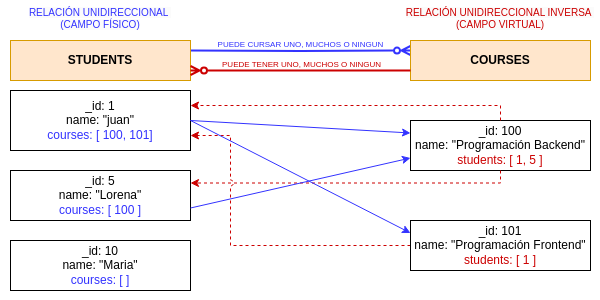 RELACIÓN UNIDIRECCIONAL
(CAMPO FÍSICO)
RELACIÓN UNIDIRECCIONAL INVERSA
(CAMPO VIRTUAL)
STUDENTS
PUEDE CURSAR UNO, MUCHOS O NINGUN
PUEDE TENER UNO, MUCHOS O NINGUN
COURSES
_id: 1
name: "juan"
courses: [ 100, 101]
_id: 5
name: "Lorena"
courses: [ 100 ]
_id: 10
name: "Maria"
courses: [ ]
_id: 100
name: "Programación Backend"
students: [ 1, 5 ]
_id: 101
name: "Programación Frontend"
students: [ 1 ]